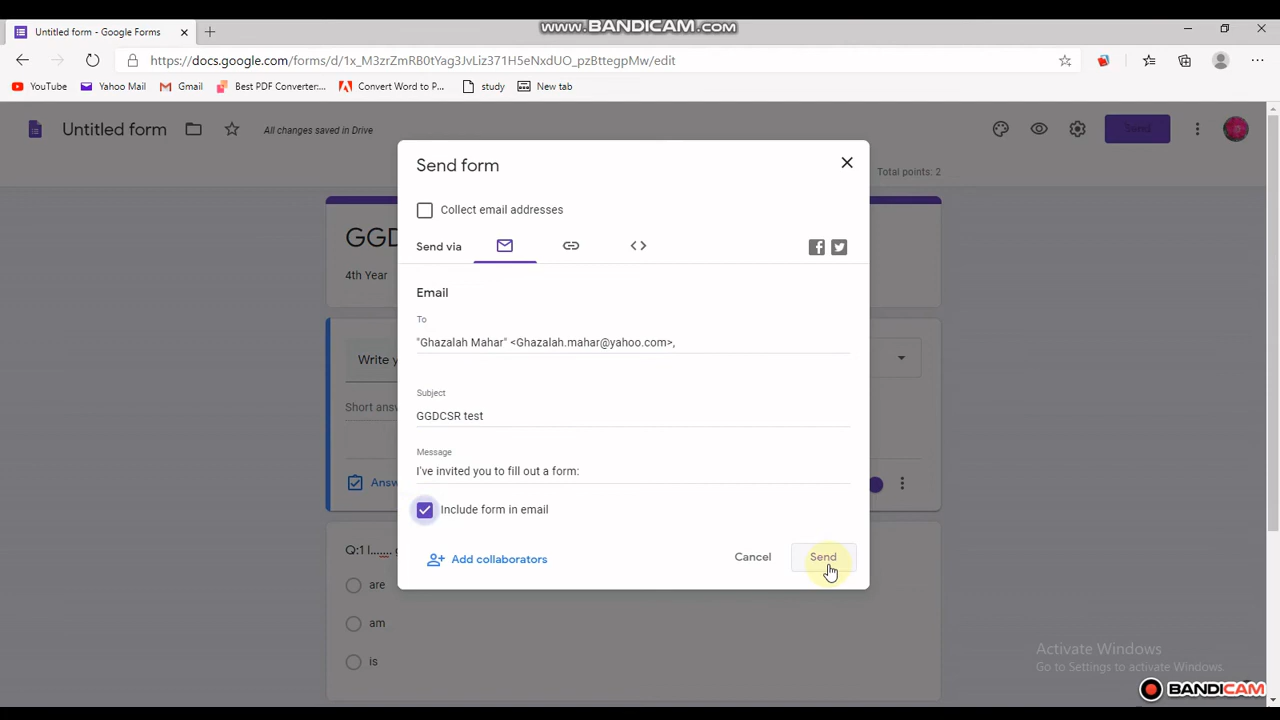 www.BANDICAM.com
Untitled form - Google Forms
https://docs.google.com/forms/d/1x_M3zrZmRB0tYag3JvLiz371H5eNxdUO_pzBttegpMw/edit
YouTube Yahoo Mail Gmail Best PDF Converter:... Convert Word to P... study New tab
Untitled form All changes saved in Drive Send
Total points: 2
Send form
Collect email addresses
GGD
Send via
4th Year
Email
To
"Ghazalah Mahar" <Ghazalah.mahar@yahoo.com>,
Write y
Subject
Short answ
GGDCSR test
Message
I've invited you to fill out a form:
Answ
Include form in email
Q:1 I....... g
Add collaborators Cancel Send
are
am
is
Activate Windows
Go to Settings to activate Windows.
BANDICAM